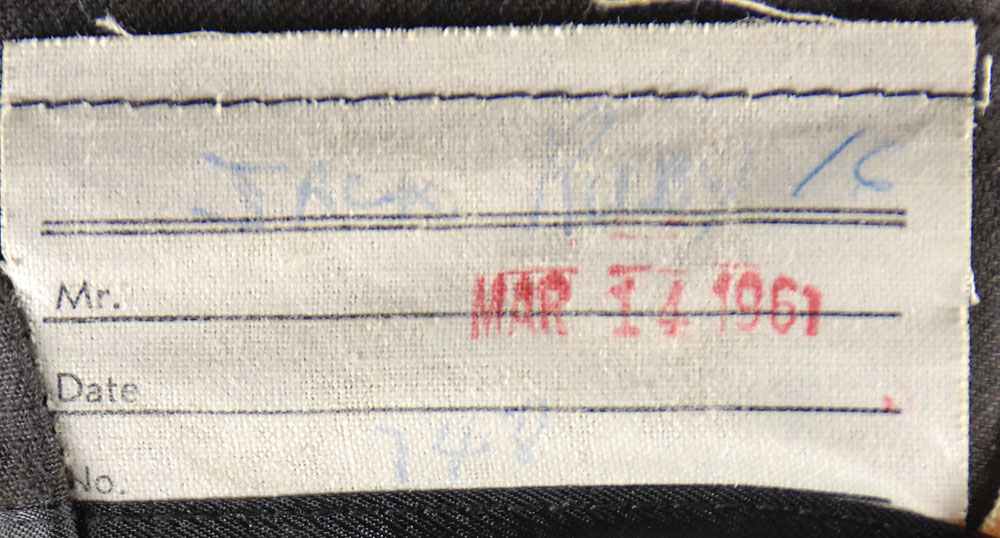 JACK
Mr.
MAR 14 1961
Date
748
No.